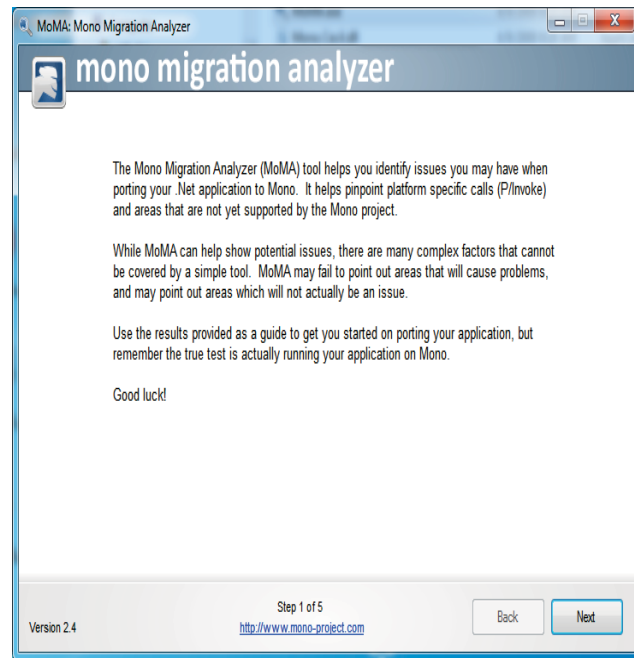 MoMA: Mono Migration Analyzer
mono migration analyzer
The Mono Migration Analyzer (MoMA) tool helps you identify issues you may have when
porting your .Net application to Mono. It helps pinpoint platform specific calls (P/Invoke)
and areas that are not yet supported by the Mono project.
While MoMA can help show potential issues, there are many complex factors that cannot
be covered by a simple tool. MoMA may fail to point out areas that will cause problems,
and may point out areas which will not actually be an issue.
Use the results provided as a guide to get you started on porting your application, but
remember the true test is actually running your application on Mono.
Good luck!
Step 1 of 5
Version 2.4
http://www.mono-project.com
Back
Next